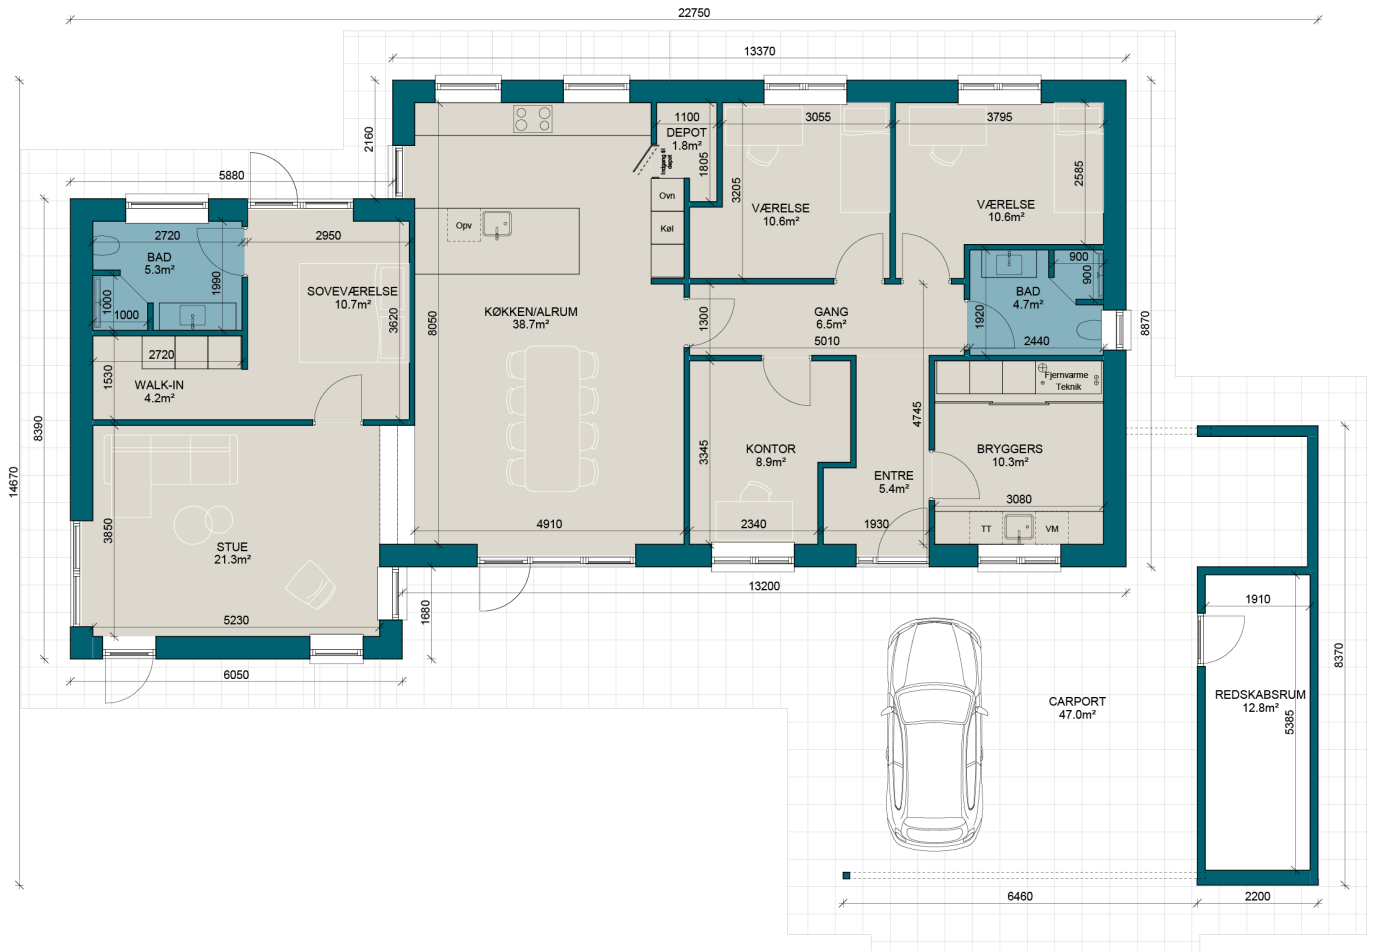 22750
13370
2160
5880
1100
DEPOT
1.8m²
1805
Indgang til
depot
3055
3205
VÆRELSE
10.6m²
3795
2585
VÆRELSE
10.6m²
2720
BAD
5.3m²
1990
1000
1000
2950
SOVEVÆRELSE
10.7m²
3620
Opv
Ovn
Køl
KØKKEN/ALRUM
38.7m²
8050
1300
GANG
6.5m²
5010
900
900
BAD
4.7m²
1920
2440
8870
2720
1530
WALK-IN
4.2m²
Fjernvarme
Teknik
4745
8390
14670
3345
KONTOR
8.9m²
ENTRE
5.4m²
BRYGGERS
10.3m²
3080
TT
VM
3850
STUE
21.3m²
4910
2340
1930
5230
6050
1680
13200
1910
8370
CARPORT
47.0m²
REDSKABSRUM
12.8m²
5385
6460
2200